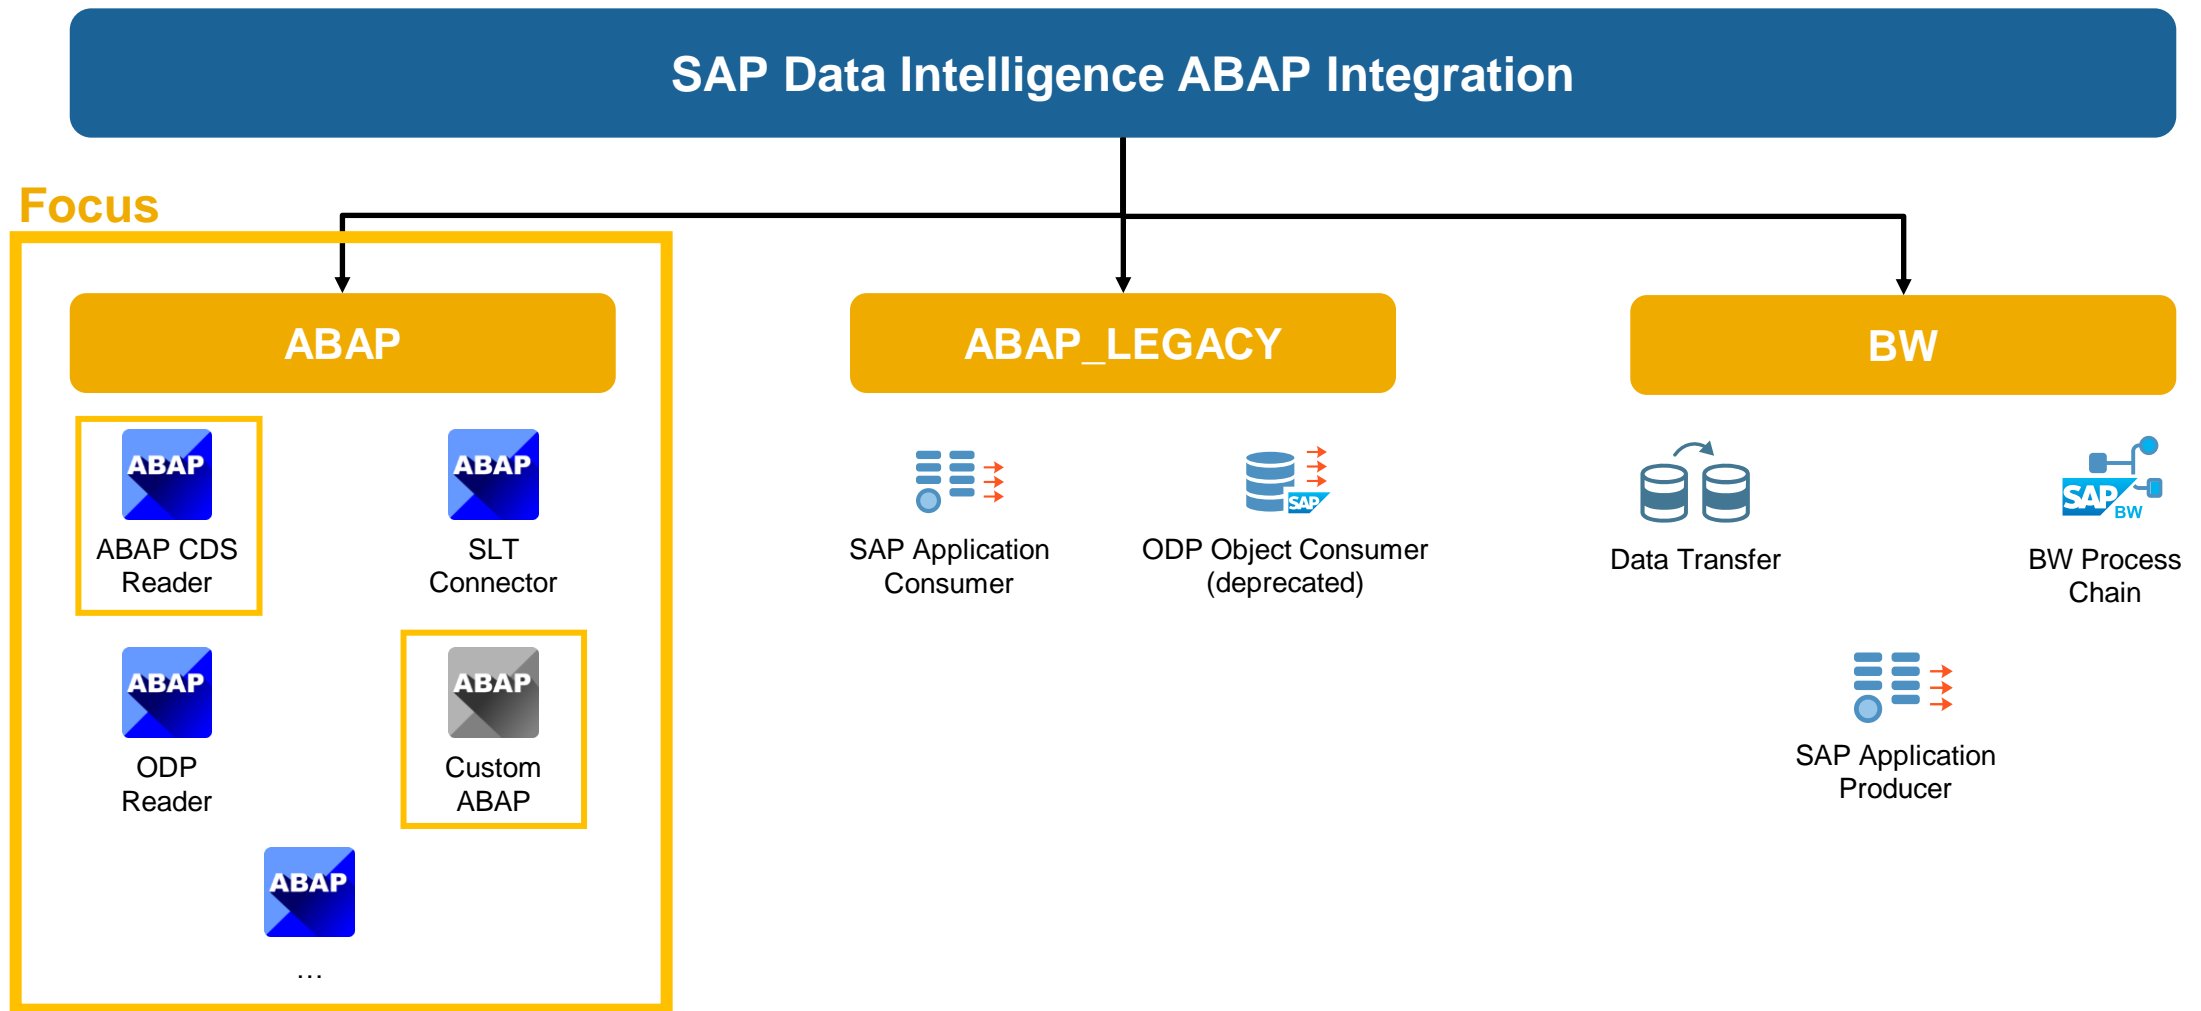 SAP Data Intelligence ABAP Integration
Focus
ABAP
ABAP_LEGACY
BW
ABAP
ABAP CDS
Reader
ABAP
SLT
Connector
SAP Application
Consumer
SAP
ODP Object Consumer
(deprecated)
Data Transfer
SAP
BW
BW Process
Chain
ABAP
ODP
Reader
ABAP
Custom
ABAP
SAP Application
Producer
ABAP
...